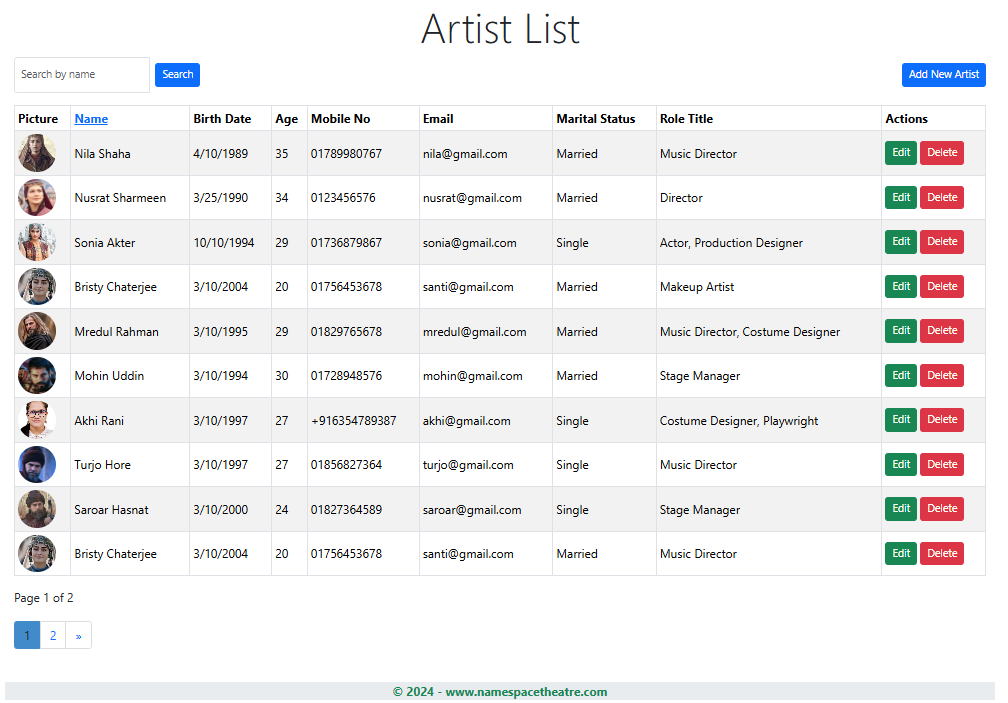 Artist List
Search by name Search Add New Artist
Picture Name Birth Date Age Mobile No Email Marital Status Role Title Actions
Nila Shaha 4/10/1989 35 01789980767 nila@gmail.com Married Music Director Edit Delete
Nusrat Sharmeen 3/25/1990 34 0123456576 nusrat@gmail.com Married Director Edit Delete
Sonia Akter 10/10/1994 29 01736879867 sonia@gmail.com Single Actor, Production Designer Edit Delete
Bristy Chaterjee 3/10/2004 20 01756453678 santi@gmail.com Married Makeup Artist Edit Delete
Mredul Rahman 3/10/1995 29 01829765678 mredul@gmail.com Married Music Director, Costume Designer Edit Delete
Mohin Uddin 3/10/1994 30 01728948576 mohin@gmail.com Married Stage Manager Edit Delete
Akhi Rani 3/10/1997 27 +916354789387 akhi@gmail.com Single Costume Designer, Playwright Edit Delete
Turjo Hore 3/10/1997 27 01856827364 turjo@gmail.com Single Music Director Edit Delete
Saroar Hasnat 3/10/2000 24 01827364589 saroar@gmail.com Single Stage Manager Edit Delete
Bristy Chaterjee 3/10/2004 20 01756453678 santi@gmail.com Married Music Director Edit Delete
Page 1 of 2
1 2 »
© 2024 - www.namespacetheatre.com